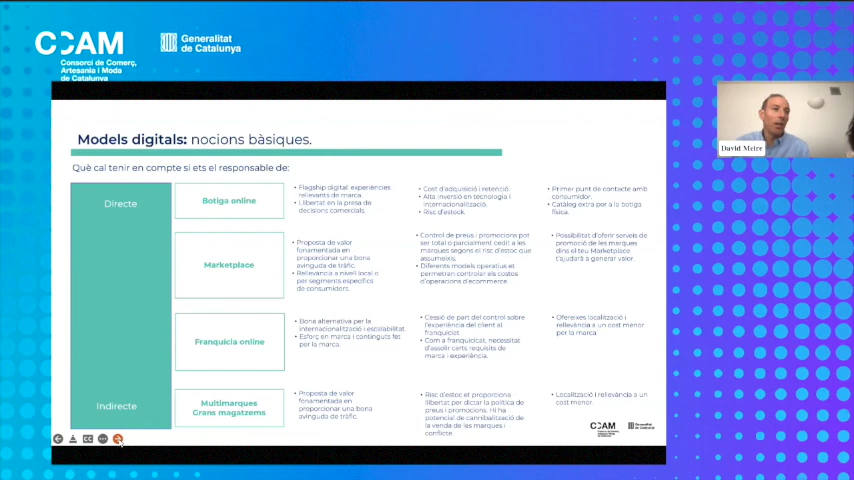 CCAM
Consorci de Comerç,
Artesania i Moda
de Catalunya
Generalitat
de Catalunya
Models digitals: nocions bàsiques.
Què cal tenir en compte si ets el responsable de:
Directe
Botiga online
• Flagship digital: experiències
rellevants de marca.
• Llibertat en la presa de
decisions comercials.
• Cost d'adquisició i retenció.
• Alta inversió en tecnologia i
internacionalització.
• Risc d'estock.
• Primer punt de contacte amb
consumidor.
• Catàleg extra per a la botiga
física.
Marketplace
• Proposta de valor
fonamentada en
proporcionar una bona
avinguda de tràfic.
• Rellevància a nivell local o
per segments específics
de consumidors.
• Control de preus i promocions pot
ser total o parcialment cedit a les
marques segons el risc d'estoc que
assumeixis.
• Diferents models operatius et
permetran controlar els costos
d'operacions d'ecommerce.
• Possibilitat d'oferir serveis de
promoció de les marques
dins el teu Marketplace
t'ajudarà a generar valor.
Franquícia online
• Bona alternativa per la
internacionalització i escalabilitat.
• Esforç en marca i continguts fet
per la marca.
• Cessió de part del control sobre
l'experiència del client al
franquiciat.
• Com a franquiciat, necessitat
d'assolir certs requisits de
marca i experiència.
• Ofereixes localització i
rellevància a un cost menor
per la marca.
Indirecte
Multimarques
Grans magatzems
• Proposta de valor
fonamentada en
proporcionar una bona
avinguda de tràfic.
• Risc d'estoc et proporciona
llibertat per dictar la política de
preus i promocions. Hi ha
potencial de cannibalització de
la venda de les marques i
conflicte.
• Localització i rellevància a un
cost menor.
CCAM
Generalitat
de Catalunya
CC
David Meire